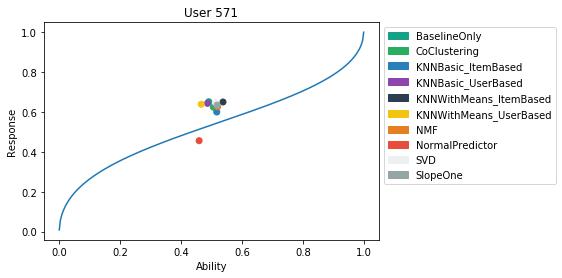 User 571
Response
1.0
0.8
0.6
0.4
0.2
0.0
0.0 0.2 0.4 0.6 0.8 1.0
Ability
BaselineOnly
CoClustering
KNNBasic_ItemBased
KNNBasic_UserBased
KNNWithMeans_ItemBased
KNNWithMeans_UserBased
NMF
NormalPredictor
SVD
SlopeOne